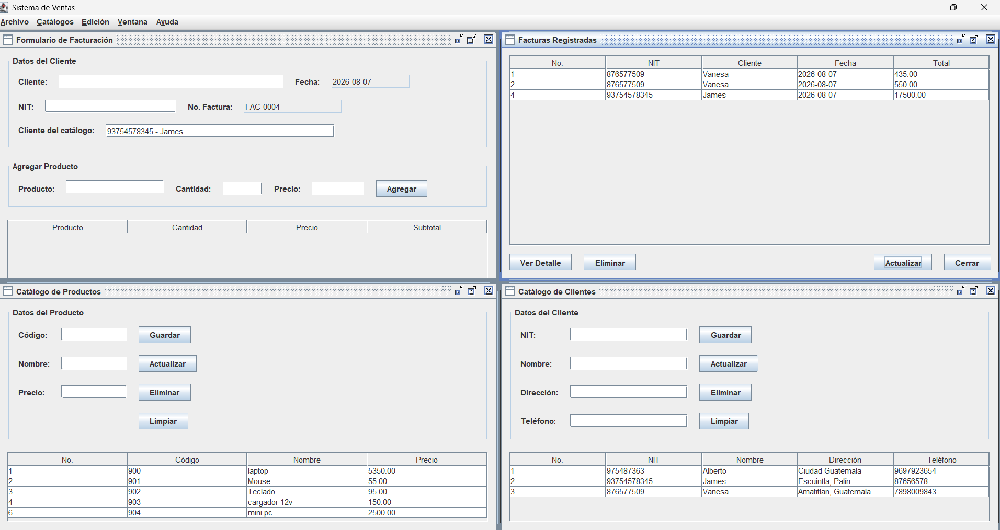 Sistema de Ventas
Archivo Catálogos Edición Ventana Ayuda
Formulario de Facturación
Datos del Cliente
Cliente: Fecha: 2026-08-07
NIT: No. Factura: FAC-0004
Cliente del catálogo: 93754578345 - James
Agregar Producto
Producto: Cantidad: Precio: Agregar
Producto Cantidad Precio Subtotal
Facturas Registradas
No. NIT Cliente Fecha Total
1 876577509 Vanesa 2026-08-07 435.00
2 876577509 Vanesa 2026-08-07 550.00
4 93754578345 James 2026-08-07 17500.00
Ver Detalle Eliminar Actualizar Cerrar
Catálogo de Productos
Datos del Producto
Código: Guardar
Nombre: Actualizar
Precio: Eliminar
Limpiar
No. Código Nombre Precio
1 900 laptop 5350.00
2 901 Mouse 55.00
3 902 Teclado 95.00
4 903 cargador 12v 150.00
6 904 mini pc 2500.00
Catálogo de Clientes
Datos del Cliente
NIT: Guardar
Nombre: Actualizar
Dirección: Eliminar
Teléfono: Limpiar
No. NIT Nombre Dirección Teléfono
1 975487363 Alberto Ciudad Guatemala 9697923654
2 93754578345 James Escuintla, Palín 87656578
3 876577509 Vanesa Amatitlan, Guatemala 7898009843